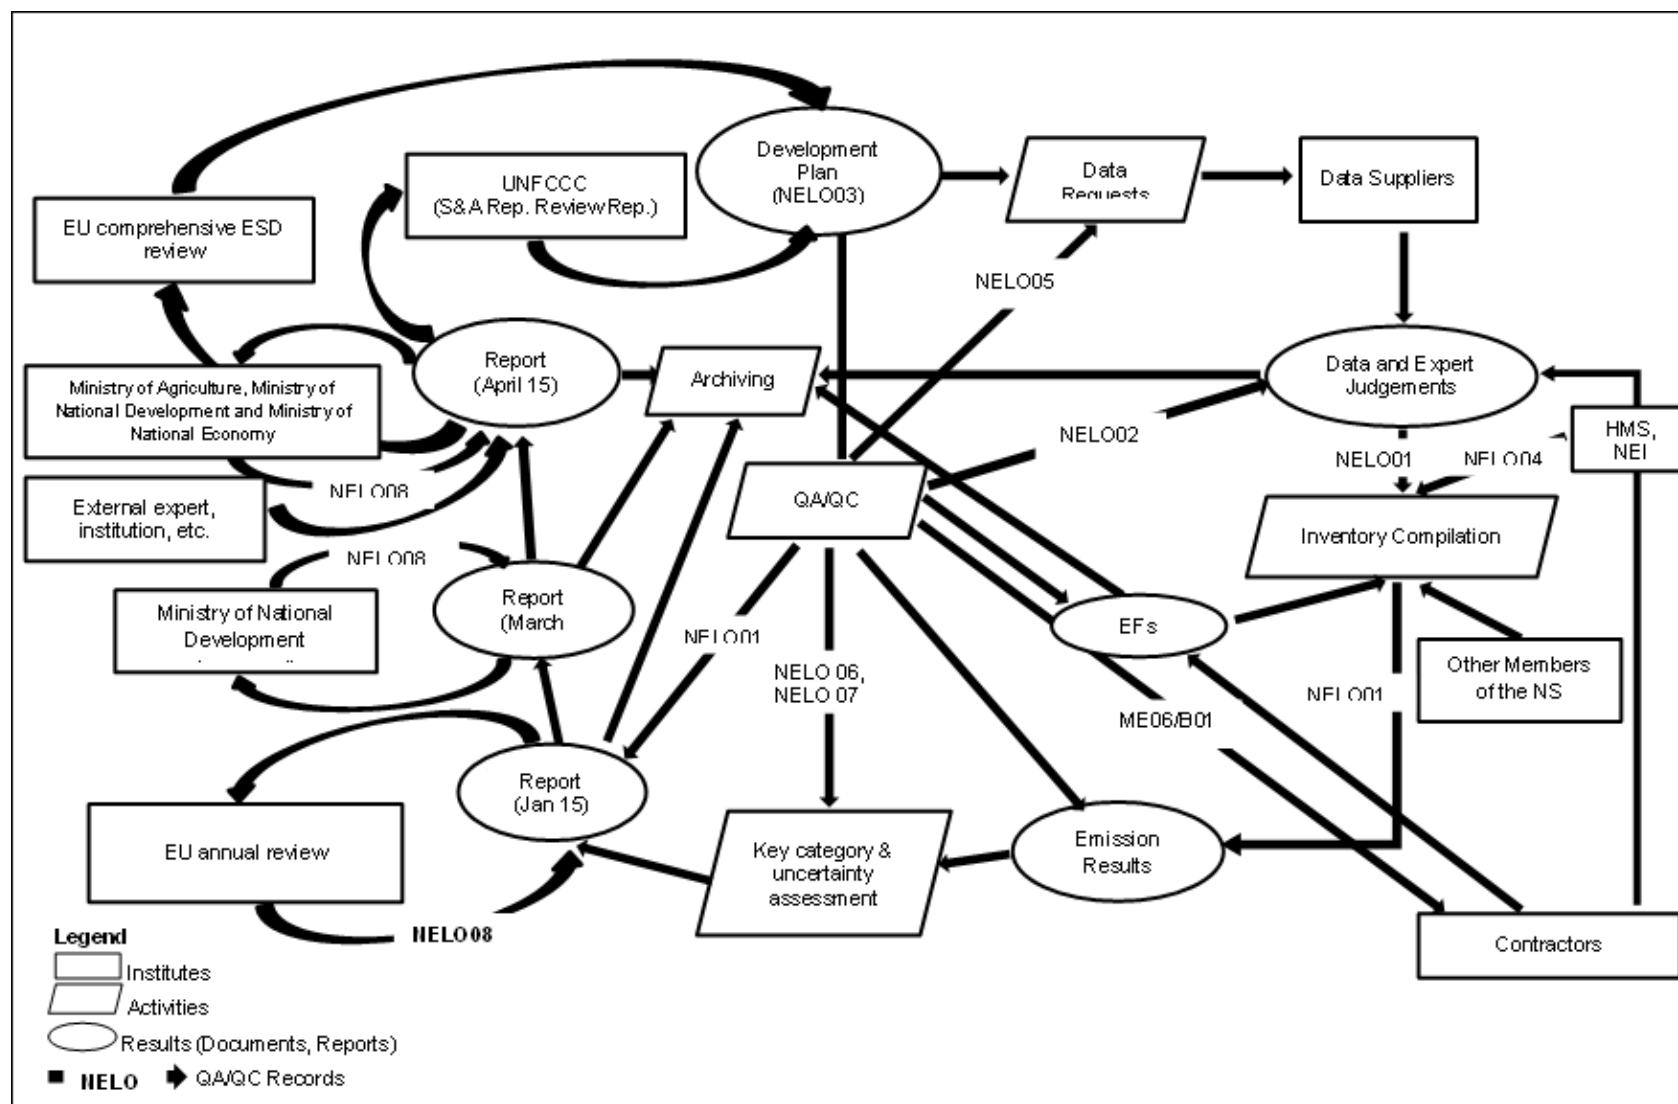 Development
Plan
(NELO03)
Data
Requests
Data Suppliers
UNFCCC
(S&A Rep. Review Rep.)
EU comprehensive ESD
review
NELO05
Report
(April 15)
Archiving
Data and Expert
Judgements
Ministry of Agriculture, Ministry of
National Development and Ministry of
National Economy
NELO02
NELO01
NELO04
HMS,
NEI
NELO08
QA/QC
External expert,
institution, etc.
Inventory Compilation
NELO08
Ministry of National
Development
Report
(March
NELO01
EFs
NELO 06,
NELO 07
Other Members
of the NS
NELO01
ME06/B01
Report
(Jan 15)
EU annual review
Key category &
uncertainty
assessment
Emission
Results
NELO08
Contractors
Legend
Institutes
Activities
Results (Documents, Reports)
NELO
QA/QC Records